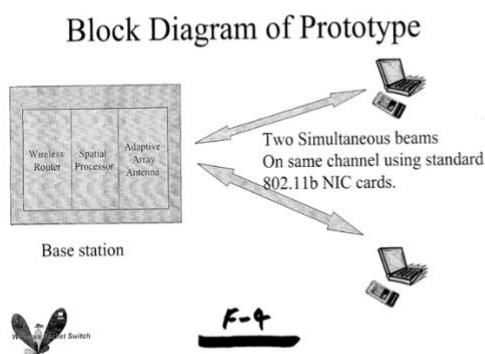 Block Diagram of Prototype
Wireless Router
Spatial Processor
Adaptive Array Antenna
Two Simultaneous beams
On same channel using standard
802.11b NIC cards.
Base station
Switch
F-4